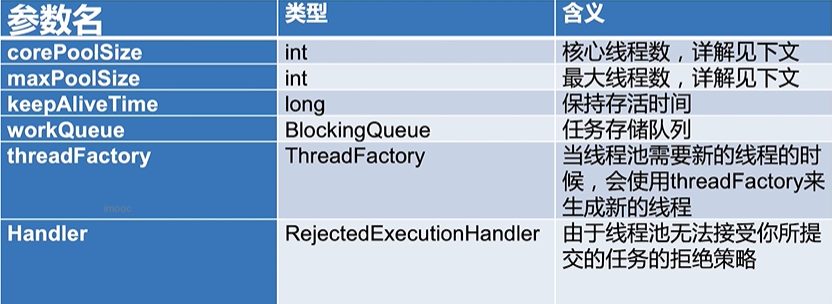 参数名 类型 含义
corePoolSize int 核心线程数，详解见下文
maxPoolSize int 最大线程数，详解见下文
keepAliveTime long 保持存活时间
workQueue BlockingQueue 任务存储队列
threadFactory ThreadFactory 当线程池需要新的线程的时
候，会使用threadFactory来
生成新的线程
Handler RejectedExecutionHandler 由于线程池无法接受你所提
交的任务的拒绝策略